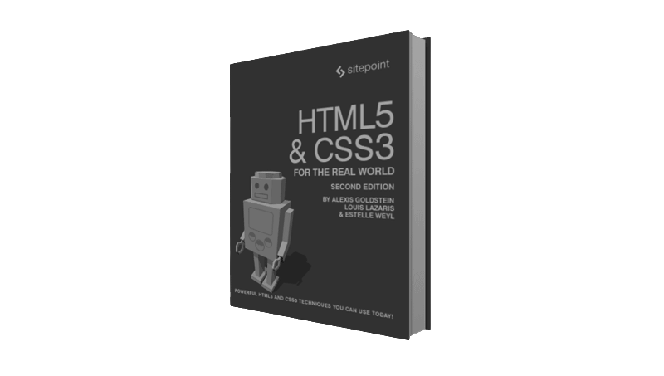 sitepoint
HTML5
& CSS3
FOR THE REAL WORLD
SECOND EDITION
BY ALEXIS GOLDSTEIN
LOUIS LAZARIS
& ESTELLE WEYL
POWERFUL HTML5 AND CSS3 TECHNIQUES YOU CAN USE TODAY!